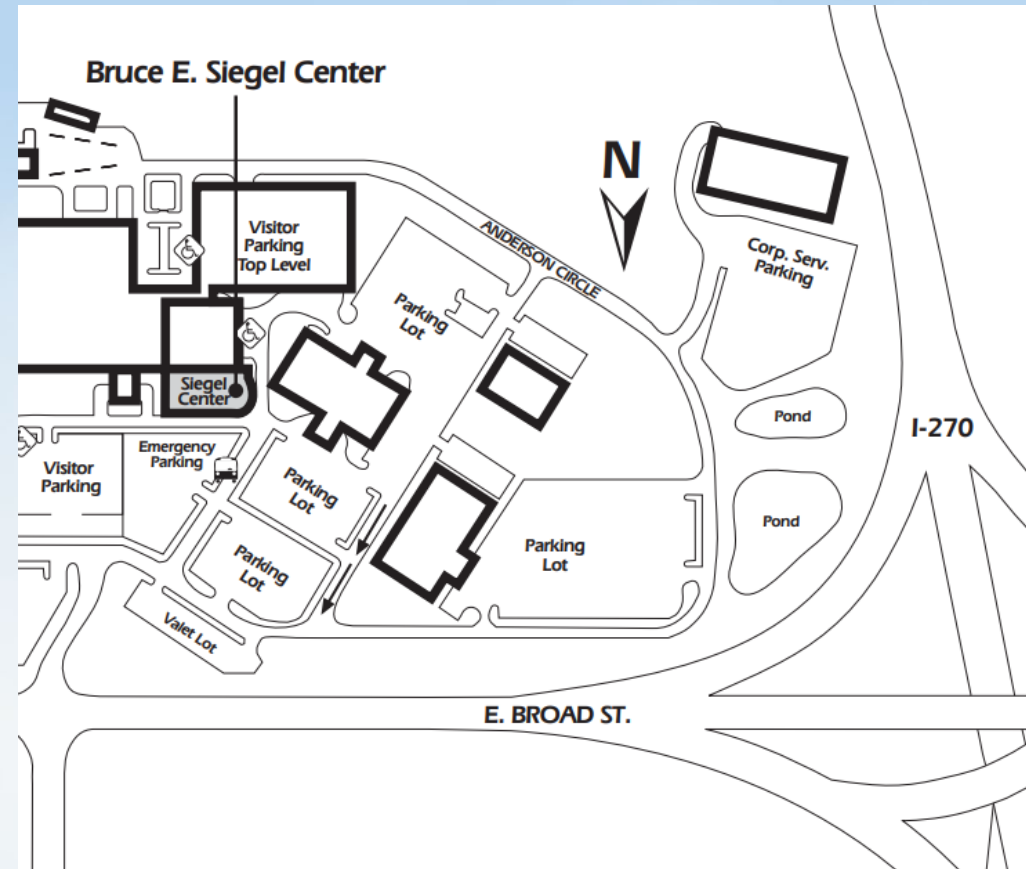 Bruce E. Siegel Center
N
Visitor
Parking
Top Level
ANDERSON CIRCLE
Corp. Serv.
Parking
Parking
Lot
Siegel
Center
Pond
I-270
Emergency
Parking
Visitor
Parking
Parking
Lot
Pond
Parking
Lot
Parking
Lot
Valet Lot
E. BROAD ST.